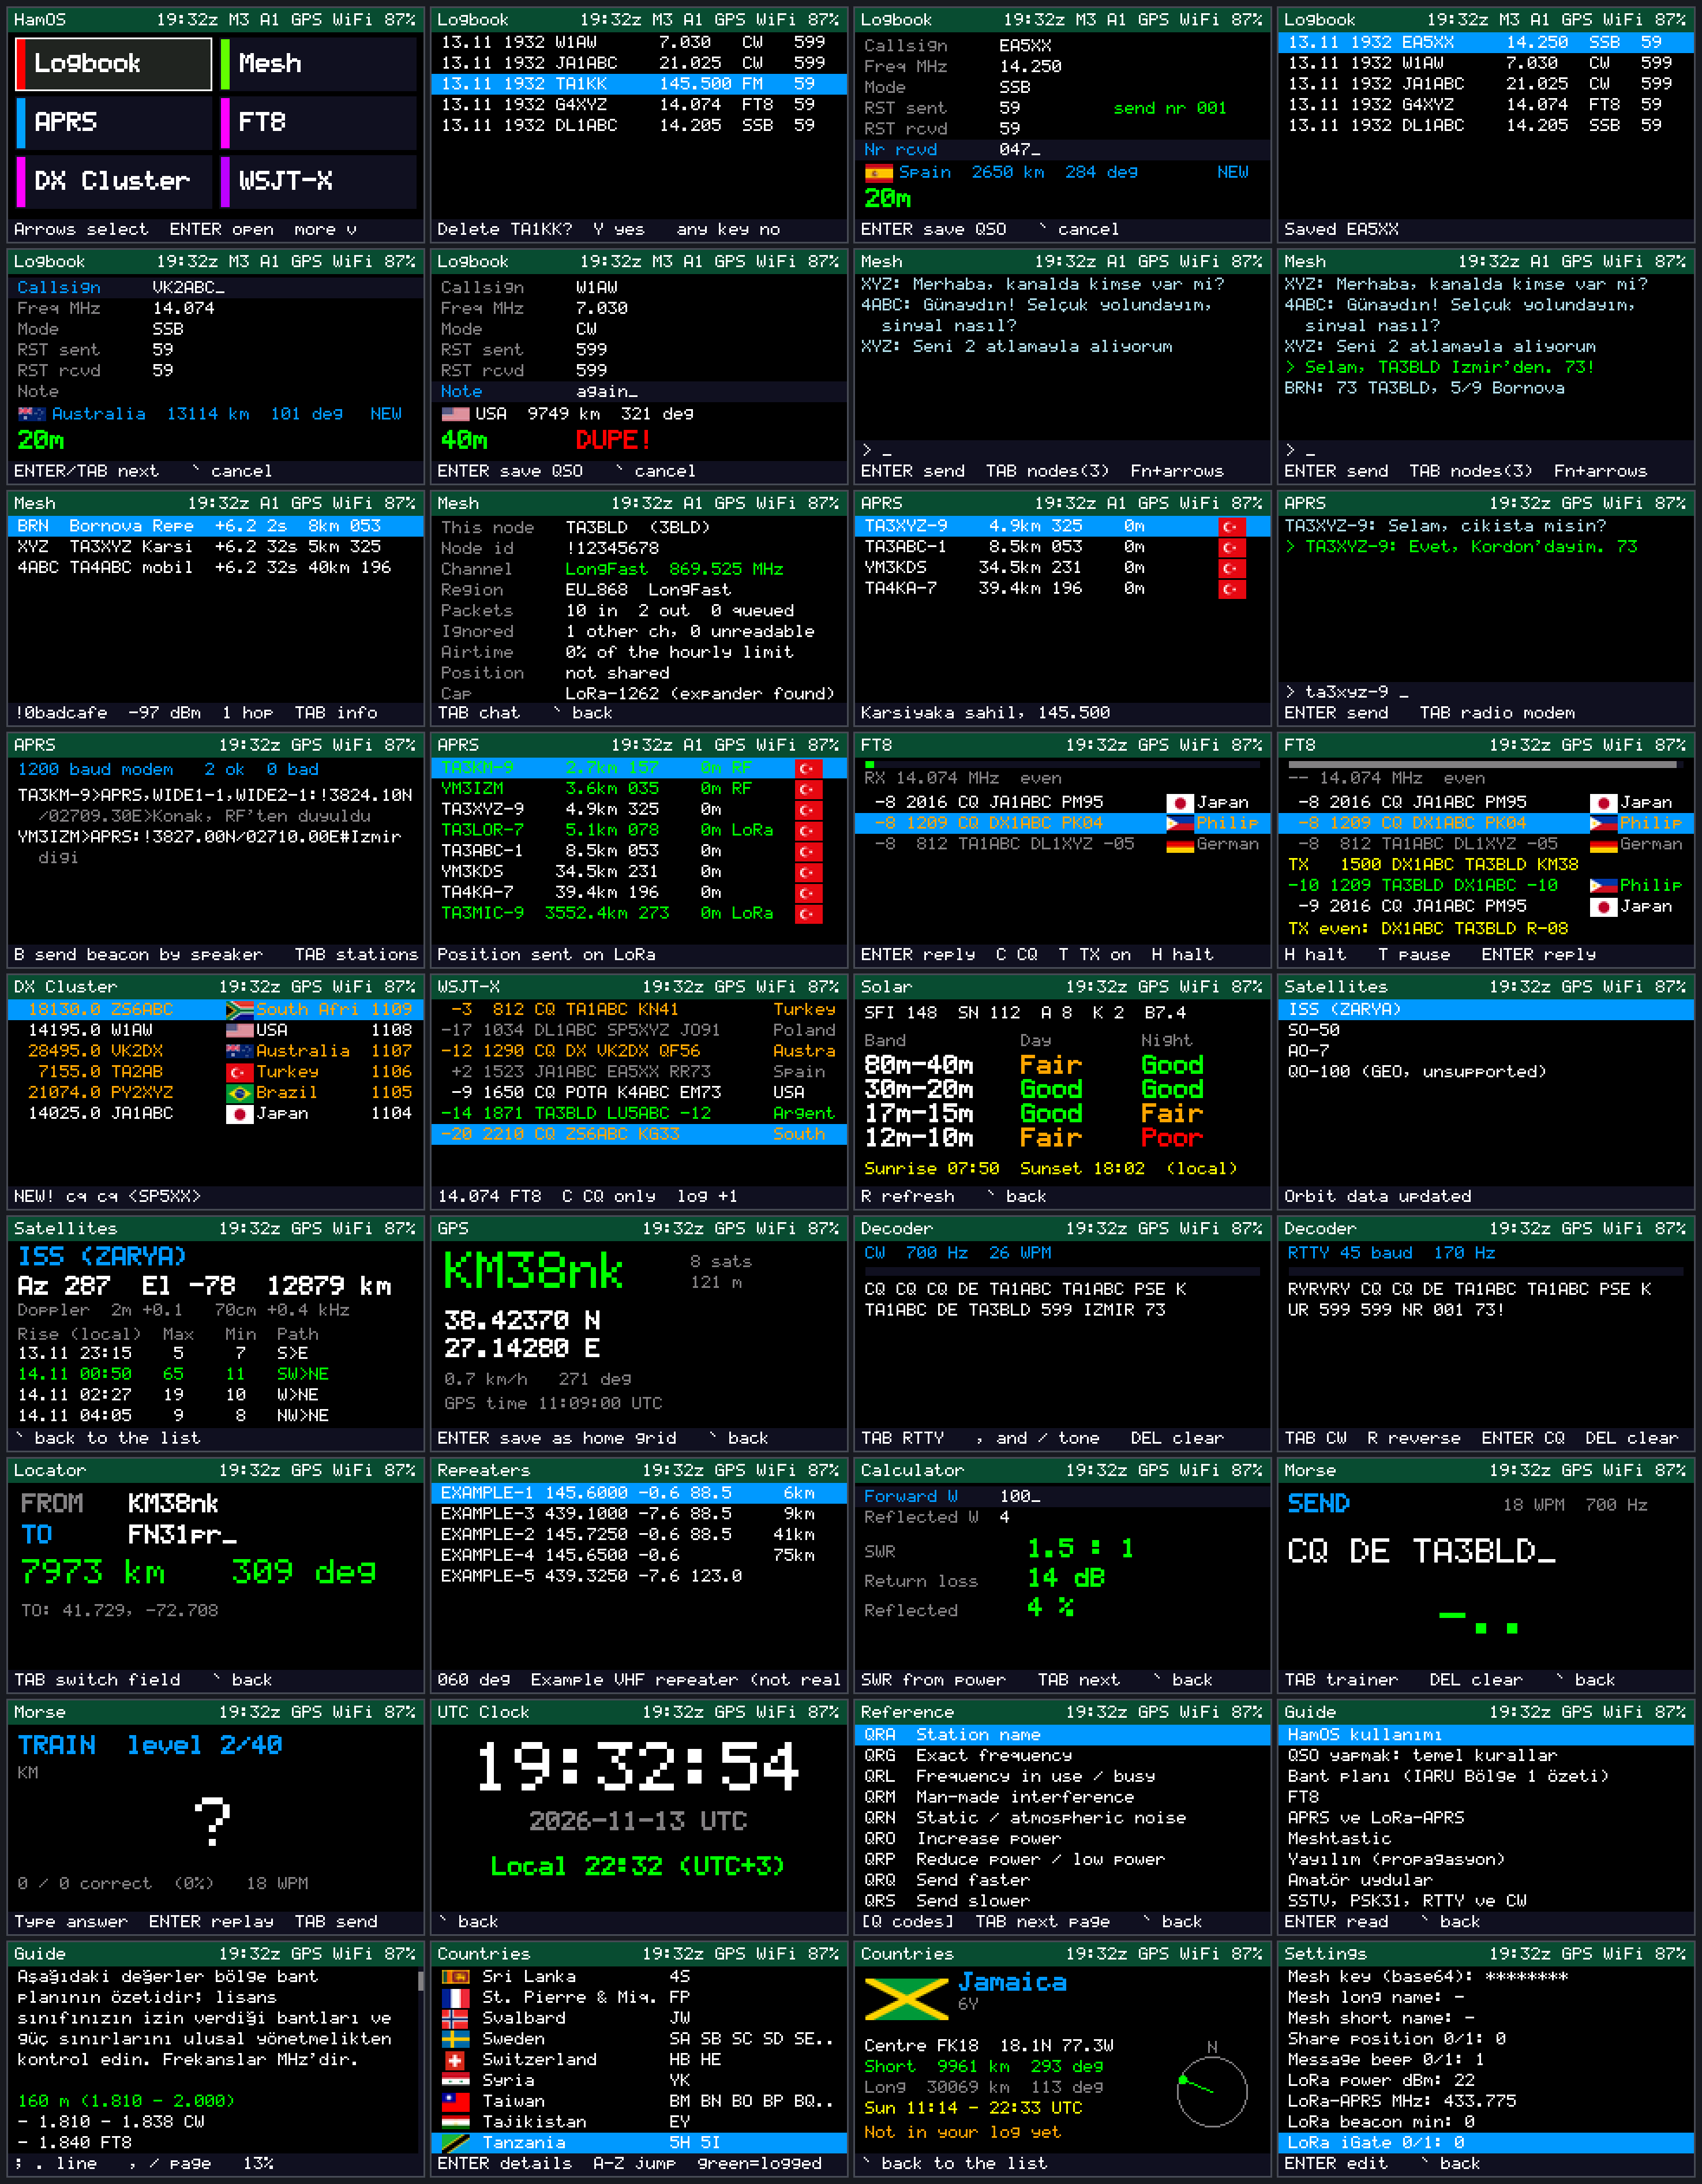 HamOS 19:32z M3 A1 GPS WiFi 87%
Logbook Mesh
APRS FT8
DX Cluster WSJT-X
Arrows select ENTER open more v
Logbook 19:32z M3 A1 GPS WiFi 87%
13.11 1932 W1AW 7.030 CW 599
13.11 1932 JA1ABC 21.025 CW 599
13.11 1932 TA1KK 145.500 FM 59
13.11 1932 G4XYZ 14.074 FT8 59
13.11 1932 DL1ABC 14.205 SSB 59
Delete TA1KK? Y yes any key no
Logbook 19:32z M3 A1 GPS WiFi 87%
Callsign EA5XX
Freq MHz 14.250
Mode SSB
RST sent 59 send nr 001
RST rcvd 59
Nr rcvd 047_
Spain 2650 km 284 deg NEW
20m
ENTER save QSO ` cancel
Logbook 19:32z M3 A1 GPS WiFi 87%
13.11 1932 EA5XX 14.250 SSB 59
13.11 1932 W1AW 7.030 CW 599
13.11 1932 JA1ABC 21.025 CW 599
13.11 1932 G4XYZ 14.074 FT8 59
13.11 1932 DL1ABC 14.205 SSB 59
Saved EA5XX
Logbook 19:32z M3 A1 GPS WiFi 87%
Callsign VK2ABC_
Freq MHz 14.074
Mode SSB
RST sent 59
RST rcvd 59
Note
Australia 13114 km 101 deg NEW
20m
ENTER/TAB next ` cancel
Logbook 19:32z M3 A1 GPS WiFi 87%
Callsign W1AW
Freq MHz 7.030
Mode CW
RST sent 599
RST rcvd 599
Note again_
USA 9749 km 321 deg
40m DUPE!
ENTER save QSO ` cancel
Mesh 19:32z A1 GPS WiFi 87%
XYZ: Merhaba, kanalda kimse var mi?
4ABC: Günaydın! Selçuk yolundayım,
sinyal nasıl?
XYZ: Seni 2 atlamayla aliyorum
> _
ENTER send TAB nodes(3) Fn+arrows
Mesh 19:32z A1 GPS WiFi 87%
XYZ: Merhaba, kanalda kimse var mi?
4ABC: Günaydın! Selçuk yolundayım,
sinyal nasıl?
XYZ: Seni 2 atlamayla aliyorum
> Selam, TA3BLD Izmir'den. 73!
BRN: 73 TA3BLD, 5/9 Bornova
> _
ENTER send TAB nodes(3) Fn+arrows
Mesh 19:32z A1 GPS WiFi 87%
BRN Bornova Repe +6.2 2s 8km 053
XYZ TA3XYZ Karsi +6.2 32s 5km 325
4ABC TA4ABC mobil +6.2 32s 40km 196
!0badcafe -97 dBm 1 hop TAB info
Mesh 19:32z A1 GPS WiFi 87%
This node TA3BLD (3BLD)
Node id !12345678
Channel LongFast 869.525 MHz
Region EU_868 LongFast
Packets 10 in 2 out 0 queued
Ignored 1 other ch, 0 unreadable
Airtime 0% of the hourly limit
Position not shared
Cap LoRa-1262 (expander found)
TAB chat ` back
APRS 19:32z A1 GPS WiFi 87%
TA3XYZ-9 4.9km 325 0m
TA3ABC-1 8.5km 053 0m
YM3KDS 34.5km 231 0m
TA4KA-7 39.4km 196 0m
Karsiyaka sahil, 145.500
APRS 19:32z GPS WiFi 87%
TA3XYZ-9: Selam, cikista misin?
> TA3XYZ-9: Evet, Kordon'dayim. 73
> ta3xyz-9 _
ENTER send TAB radio modem
APRS 19:32z GPS WiFi 87%
1200 baud modem 2 ok 0 bad
TA3KM-9>APRS,WIDE1-1,WIDE2-1:!3824.10N
/02709.30E>Konak, RF'ten duyuldu
YM3IZM>APRS:!3827.00N/02710.00E#Izmir
digi
B send beacon by speaker TAB stations
APRS 19:32z A1 GPS WiFi 87%
TA3KM-9 2.7km 157 0m RF
YM3IZM 3.6km 035 0m RF
TA3XYZ-9 4.9km 325 0m
TA3LOR-7 5.1km 078 0m LoRa
TA3ABC-1 8.5km 053 0m
YM3KDS 34.5km 231 0m
TA4KA-7 39.4km 196 0m
TA3MIC-9 3552.4km 273 0m LoRa
Position sent on LoRa
FT8 19:32z GPS WiFi 87%
RX 14.074 MHz even
-8 2016 CQ JA1ABC PM95 Japan
-8 1209 CQ DX1ABC PK04 Philip
-8 812 TA1ABC DL1XYZ -05 German
ENTER reply C CQ T TX on H halt
FT8 19:32z GPS WiFi 87%
-- 14.074 MHz even
-8 2016 CQ JA1ABC PM95 Japan
-8 1209 CQ DX1ABC PK04 Philip
-8 812 TA1ABC DL1XYZ -05 German
TX 1500 DX1ABC TA3BLD KM38
-10 1209 TA3BLD DX1ABC -10 Philip
-9 2016 CQ JA1ABC PM95 Japan
TX even: DX1ABC TA3BLD R-08
H halt T pause ENTER reply
DX Cluster 19:32z GPS WiFi 87%
18130.0 ZS6ABC South Afri 1109
14195.0 W1AW USA 1108
28495.0 VK2DX Australia 1107
7155.0 TA2AB Turkey 1106
21074.0 PY2XYZ Brazil 1105
14025.0 JA1ABC Japan 1104
NEW! cq cq <SP5XX>
WSJT-X 19:32z GPS WiFi 87%
-3 812 CQ TA1ABC KN41 Turkey
-17 1034 DL1ABC SP5XYZ JO91 Poland
-12 1290 CQ DX VK2DX QF56 Austra
+2 1523 JA1ABC EA5XX RR73 Spain
-9 1650 CQ POTA K4ABC EM73 USA
-14 1871 TA3BLD LU5ABC -12 Argent
-20 2210 CQ ZS6ABC KG33 South
14.074 FT8 C CQ only log +1
Solar 19:32z GPS WiFi 87%
SFI 148 SN 112 A 8 K 2 B7.4
Band Day Night
80m-40m Fair Good
30m-20m Good Good
17m-15m Good Fair
12m-10m Fair Poor
Sunrise 07:50 Sunset 18:02 (local)
R refresh ` back
Satellites 19:32z GPS WiFi 87%
ISS (ZARYA)
SO-50
AO-7
QO-100 (GEO, unsupported)
Orbit data updated
Satellites 19:32z GPS WiFi 87%
ISS (ZARYA)
Az 287 El -78 12879 km
Doppler 2m +0.1 70cm +0.4 kHz
Rise (local) Max Min Path
13.11 23:15 5 7 S>E
14.11 00:50 65 11 SW>NE
14.11 02:27 19 10 W>NE
14.11 04:05 9 8 NW>NE
` back to the list
GPS 19:32z GPS WiFi 87%
KM38nk 8 sats
121 m
38.42370 N
27.14280 E
0.7 km/h 271 deg
GPS time 11:09:00 UTC
ENTER save as home grid ` back
Decoder 19:32z GPS WiFi 87%
CW 700 Hz 26 WPM
CQ CQ CQ CQ DE TA1ABC TA1ABC PSE K
TA1ABC DE TA3BLD 599 IZMIR 73
TAB RTTY , and / tone DEL clear
Decoder 19:32z GPS WiFi 87%
RTTY 45 baud 170 Hz
RYRYRY CQ CQ DE TA1ABC TA1ABC PSE K
UR 599 599 NR 001 73!
TAB CW R reverse ENTER CQ DEL clear
Locator 19:32z GPS WiFi 87%
FROM KM38nk
TO FN31pr_
7973 km 309 deg
TO: 41.729, -72.708
TAB switch field ` back
Repeaters 19:32z GPS WiFi 87%
EXAMPLE-1 145.6000 -0.6 88.5 6km
EXAMPLE-3 439.1000 -7.6 88.5 9km
EXAMPLE-2 145.7250 -0.6 88.5 41km
EXAMPLE-4 145.6500 -0.6 75km
EXAMPLE-5 439.3250 -7.6 123.0
060 deg Example VHF repeater (not real
Calculator 19:32z GPS WiFi 87%
Forward W 100_
Reflected W 4
SWR 1.5 : 1
Return loss 14 dB
Reflected 4 %
SWR from power TAB next ` back
Morse 19:32z GPS WiFi 87%
SEND 18 WPM 700 Hz
CQ DE TA3BLD_
-..
TAB trainer DEL clear ` back
Morse 19:32z GPS WiFi 87%
TRAIN level 2/40
KM
?
0 / 0 correct (0%) 18 WPM
Type answer ENTER replay TAB send
UTC Clock 19:32z GPS WiFi 87%
19:32:54
2026-11-13 UTC
Local 22:32 (UTC+3)
` back
Reference 19:32z GPS WiFi 87%
QRA Station name
QRG Exact frequency
QRL Frequency in use / busy
QRM Man-made interference
QRN Static / atmospheric noise
QRO Increase power
QRP Reduce power / low power
QRQ Send faster
QRS Send slower
[Q codes] TAB next page ` back
Guide 19:32z GPS WiFi 87%
HamOS kullanımı
QSO yapmak: temel kurallar
Bant planı (IARU Bölge 1 özeti)
FT8
APRS ve LoRa-APRS
Meshtastic
Yayılım (propagasyon)
Amatör uydular
SSTV, PSK31, RTTY ve CW
ENTER read ` back
Guide 19:32z GPS WiFi 87%
Aşağıdaki değerler bölge bant
planının özetidir; lisans
sınıfınızın izin verdiği bantları ve
güç sınırlarını ulusal yönetmelikten
kontrol edin. Frekanslar MHz'dir.
160 m (1.810 - 2.000)
- 1.810 - 1.838 CW
- 1.840 FT8
; . line , / page 13%
Countries 19:32z GPS WiFi 87%
Sri Lanka 4S
St. Pierre & Miq. FP
Svalbard JW
Sweden SA SB SC SD SE..
Switzerland HB HE
Syria YK
Taiwan BM BN BO BP BQ..
Tajikistan EY
Tanzania 5H 5I
ENTER details A-Z jump green=logged
Countries 19:32z GPS WiFi 87%
Jamaica
6Y
Centre FK18 18.1N 77.3W
N
Short 9961 km 293 deg
Long 30069 km 113 deg
Sun 11:14 - 22:33 UTC
Not in your log yet
` back to the list
Settings 19:32z GPS WiFi 87%
Mesh key (base64): ********
Mesh long name: -
Mesh short name: -
Share position 0/1: 0
Message beep 0/1: 1
LoRa power dBm: 22
LoRa-APRS MHz: 433.775
LoRa beacon min: 0
LoRa iGate 0/1: 0
ENTER edit ` back